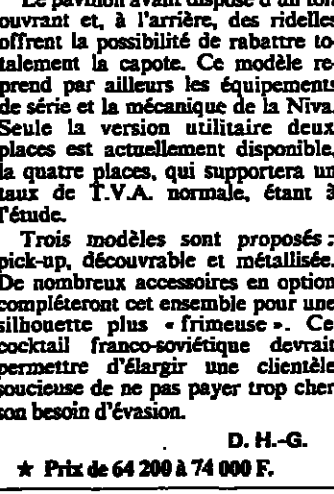 Le pavillon avant dispose d'un toit
ouvrant et, à l'arrière, des ridelles
offrent la possibilité de rabattre to-
talement la capote. Ce modèle re-
prend par ailleurs les équipements
de série et la mécanique de la Niva.
Seule la version utilitaire deux
places est actuellement disponible,
la quatre places, qui supportera un
taux de T.V.A. normale, étant à
l'étude.
Trois modèles sont proposés :
pick-up, découvrable et métallisée.
De nombreux accessoires en option
compléteront cet ensemble pour une
silhouette plus « frimeuse ». Ce
cocktail franco-soviétique devrait
permettre d'élargir une clientèle
soucieuse de ne pas payer trop cher
son besoin d'évasion.
D. H.-G.
★ Prix de 64 200 à 74 000 F.